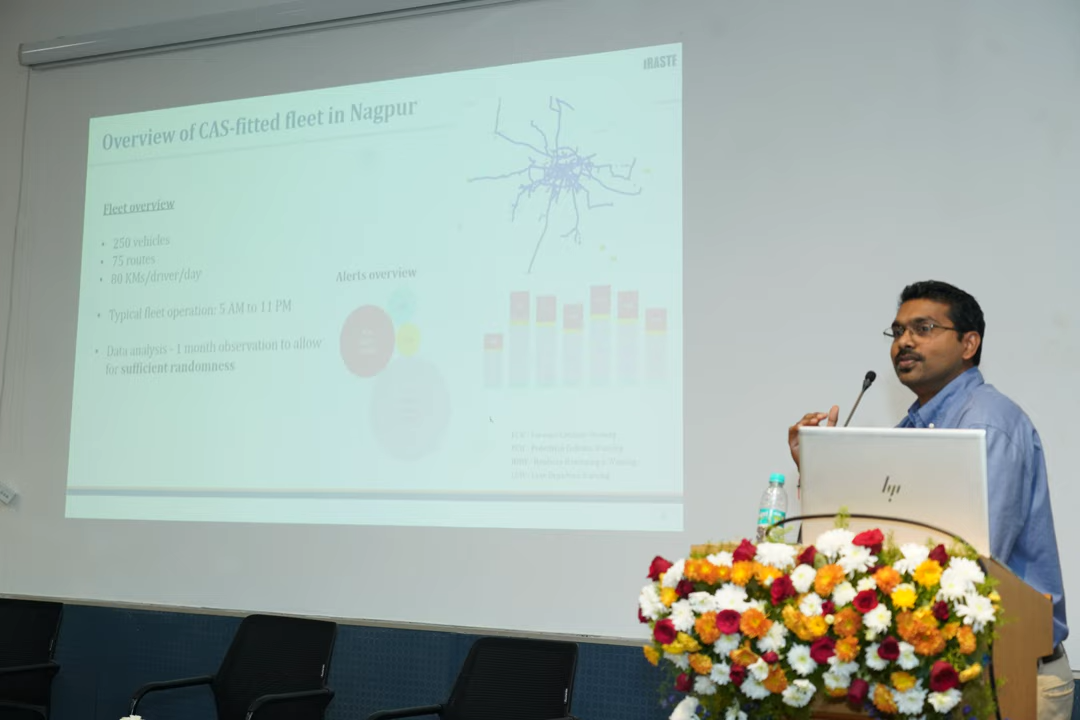 iRASTE
Overview of CAS-fitted fleet in Nagpur
Fleet overview
• 250 vehicles
• 75 routes
• 80 KMs/driver/day
• Typical fleet operation: 5 AM to 11 PM
• Data analysis - 1 month observation to allow
for sufficient randomness
Alerts overview
hp